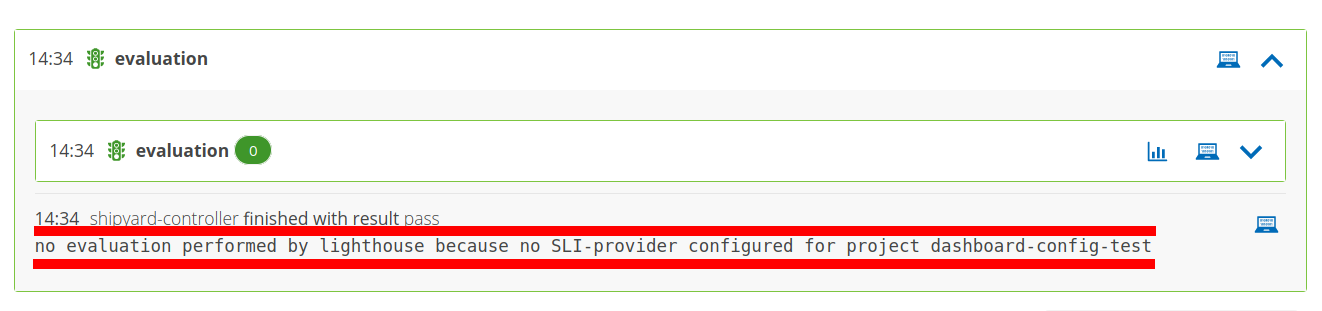 14:34 evaluation
14:34 evaluation 0
14:34 shipyard-controller finished with result pass
no evaluation performed by lighthouse because no SLI-provider configured for project dashboard-config-test